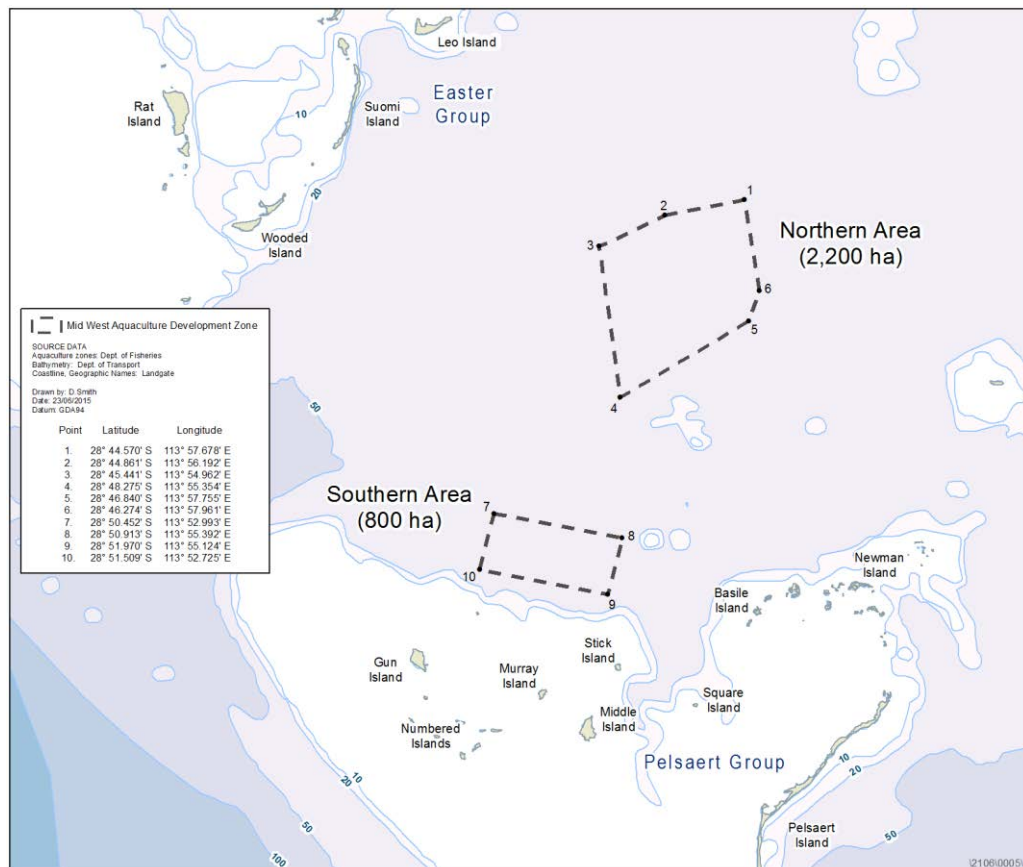 Leo Island
Easter
Group
Rat
Island
10
Suomi
Island
20
Wooded
Island
1
2
3
Northern Area
(2,200 ha)
6
5
4
Mid West Aquaculture Development Zone
SOURCE DATA
Aquaculture zones: Dept. of Fisheries
Bathymetry: Dept. of Transport
Coastline, Geographic Names: Landgate
Drawn by: D.Smith
Date: 23/06/2015
Datum: GDA94
Point Latitude Longitude
1. 28° 44.570' S 113° 57.678' E
2. 28° 44.861' S 113° 56.192' E
3. 28° 45.441' S 113° 54.962' E
4. 28° 48.275' S 113° 55.354' E
5. 28° 46.840' S 113° 57.755' E
6. 28° 46.274' S 113° 57.961' E
7. 28° 50.452' S 113° 52.993' E
8. 28° 50.913' S 113° 55.392' E
9. 28° 51.970' S 113° 55.124' E
10. 28° 51.509' S 113° 52.725' E
50
Southern Area
(800 ha)
7
8
10
9
Newman
Island
Basile
Island
Stick
Island
Gun
Island
Murray
Island
Square
Island
Middle
Island
Numbered
Islands
Pelsaert Group
10
20
10
20
50
50
Pelsaert
Island
100
\2106\0005\